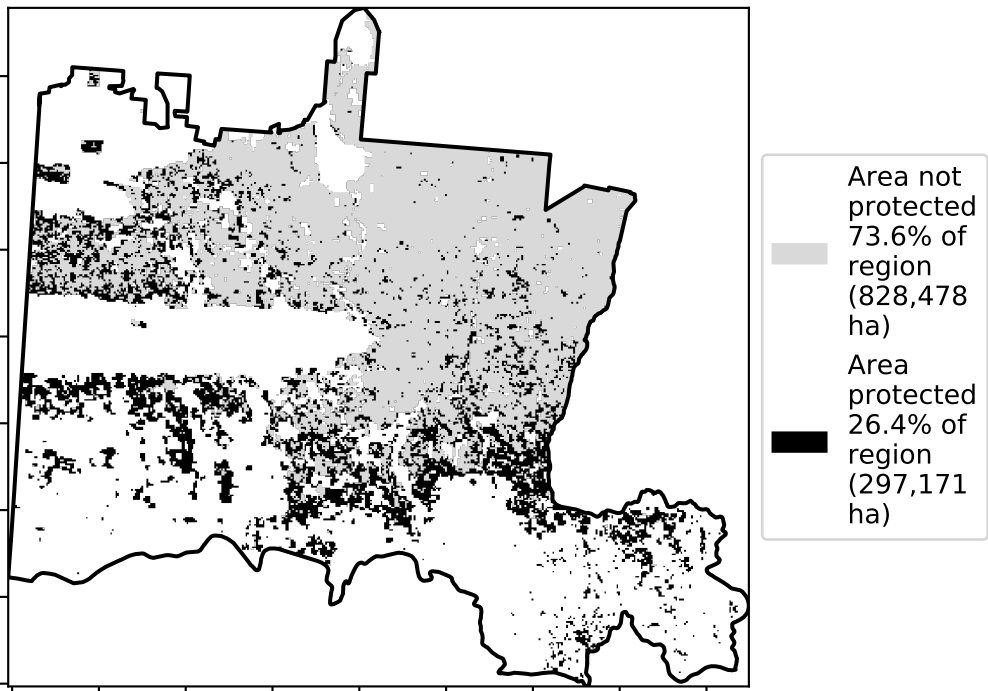 Area not
protected
73.6% of
region
(828,478
ha)
Area
protected
26.4% of
region
(297,171
ha)